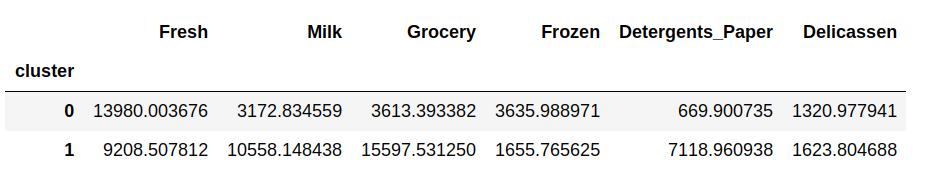 Fresh Milk Grocery Frozen Detergents_Paper Delicassen
cluster
0 13980.003676 3172.834559 3613.393382 3635.988971 669.900735 1320.977941
1 9208.507812 10558.148438 15597.531250 1655.765625 7118.960938 1623.804688